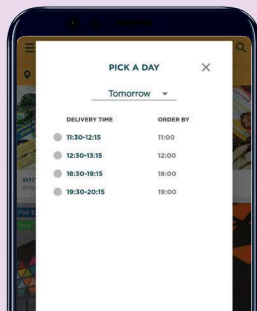 PICK A DAY
Tomorrow
DELIVERY TIME ORDER BY
11:30-12:15 11:00
12:30-13:15 12:00
18:30-19:15 18:00
19:30-20:15 19:00
WHY